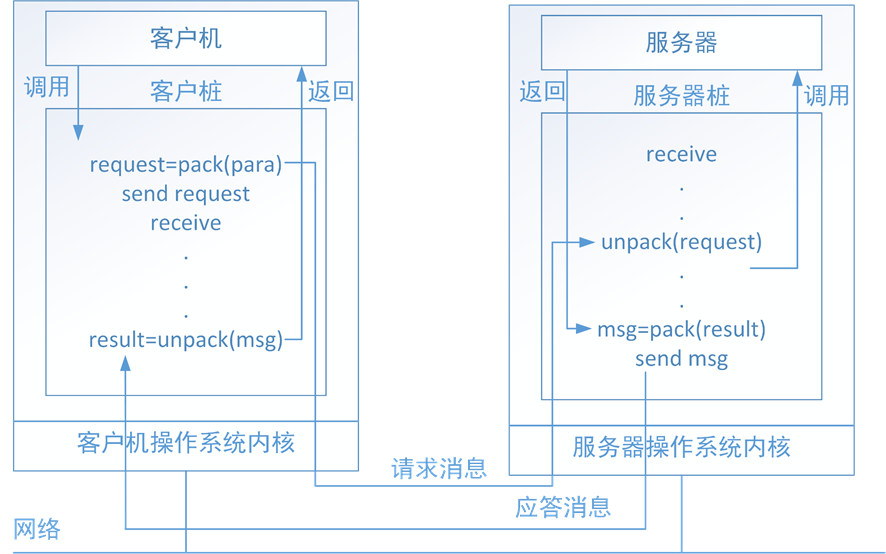 客户机
调用
返回
客户桩
request=pack(para)
send request
receive
.
.
.
result=unpack(msg)
客户机操作系统内核
服务器
返回
服务器桩
调用
receive
.
.
unpack(request)
.
.
msg=pack(result)
send msg
服务器操作系统内核
请求消息
应答消息
网络